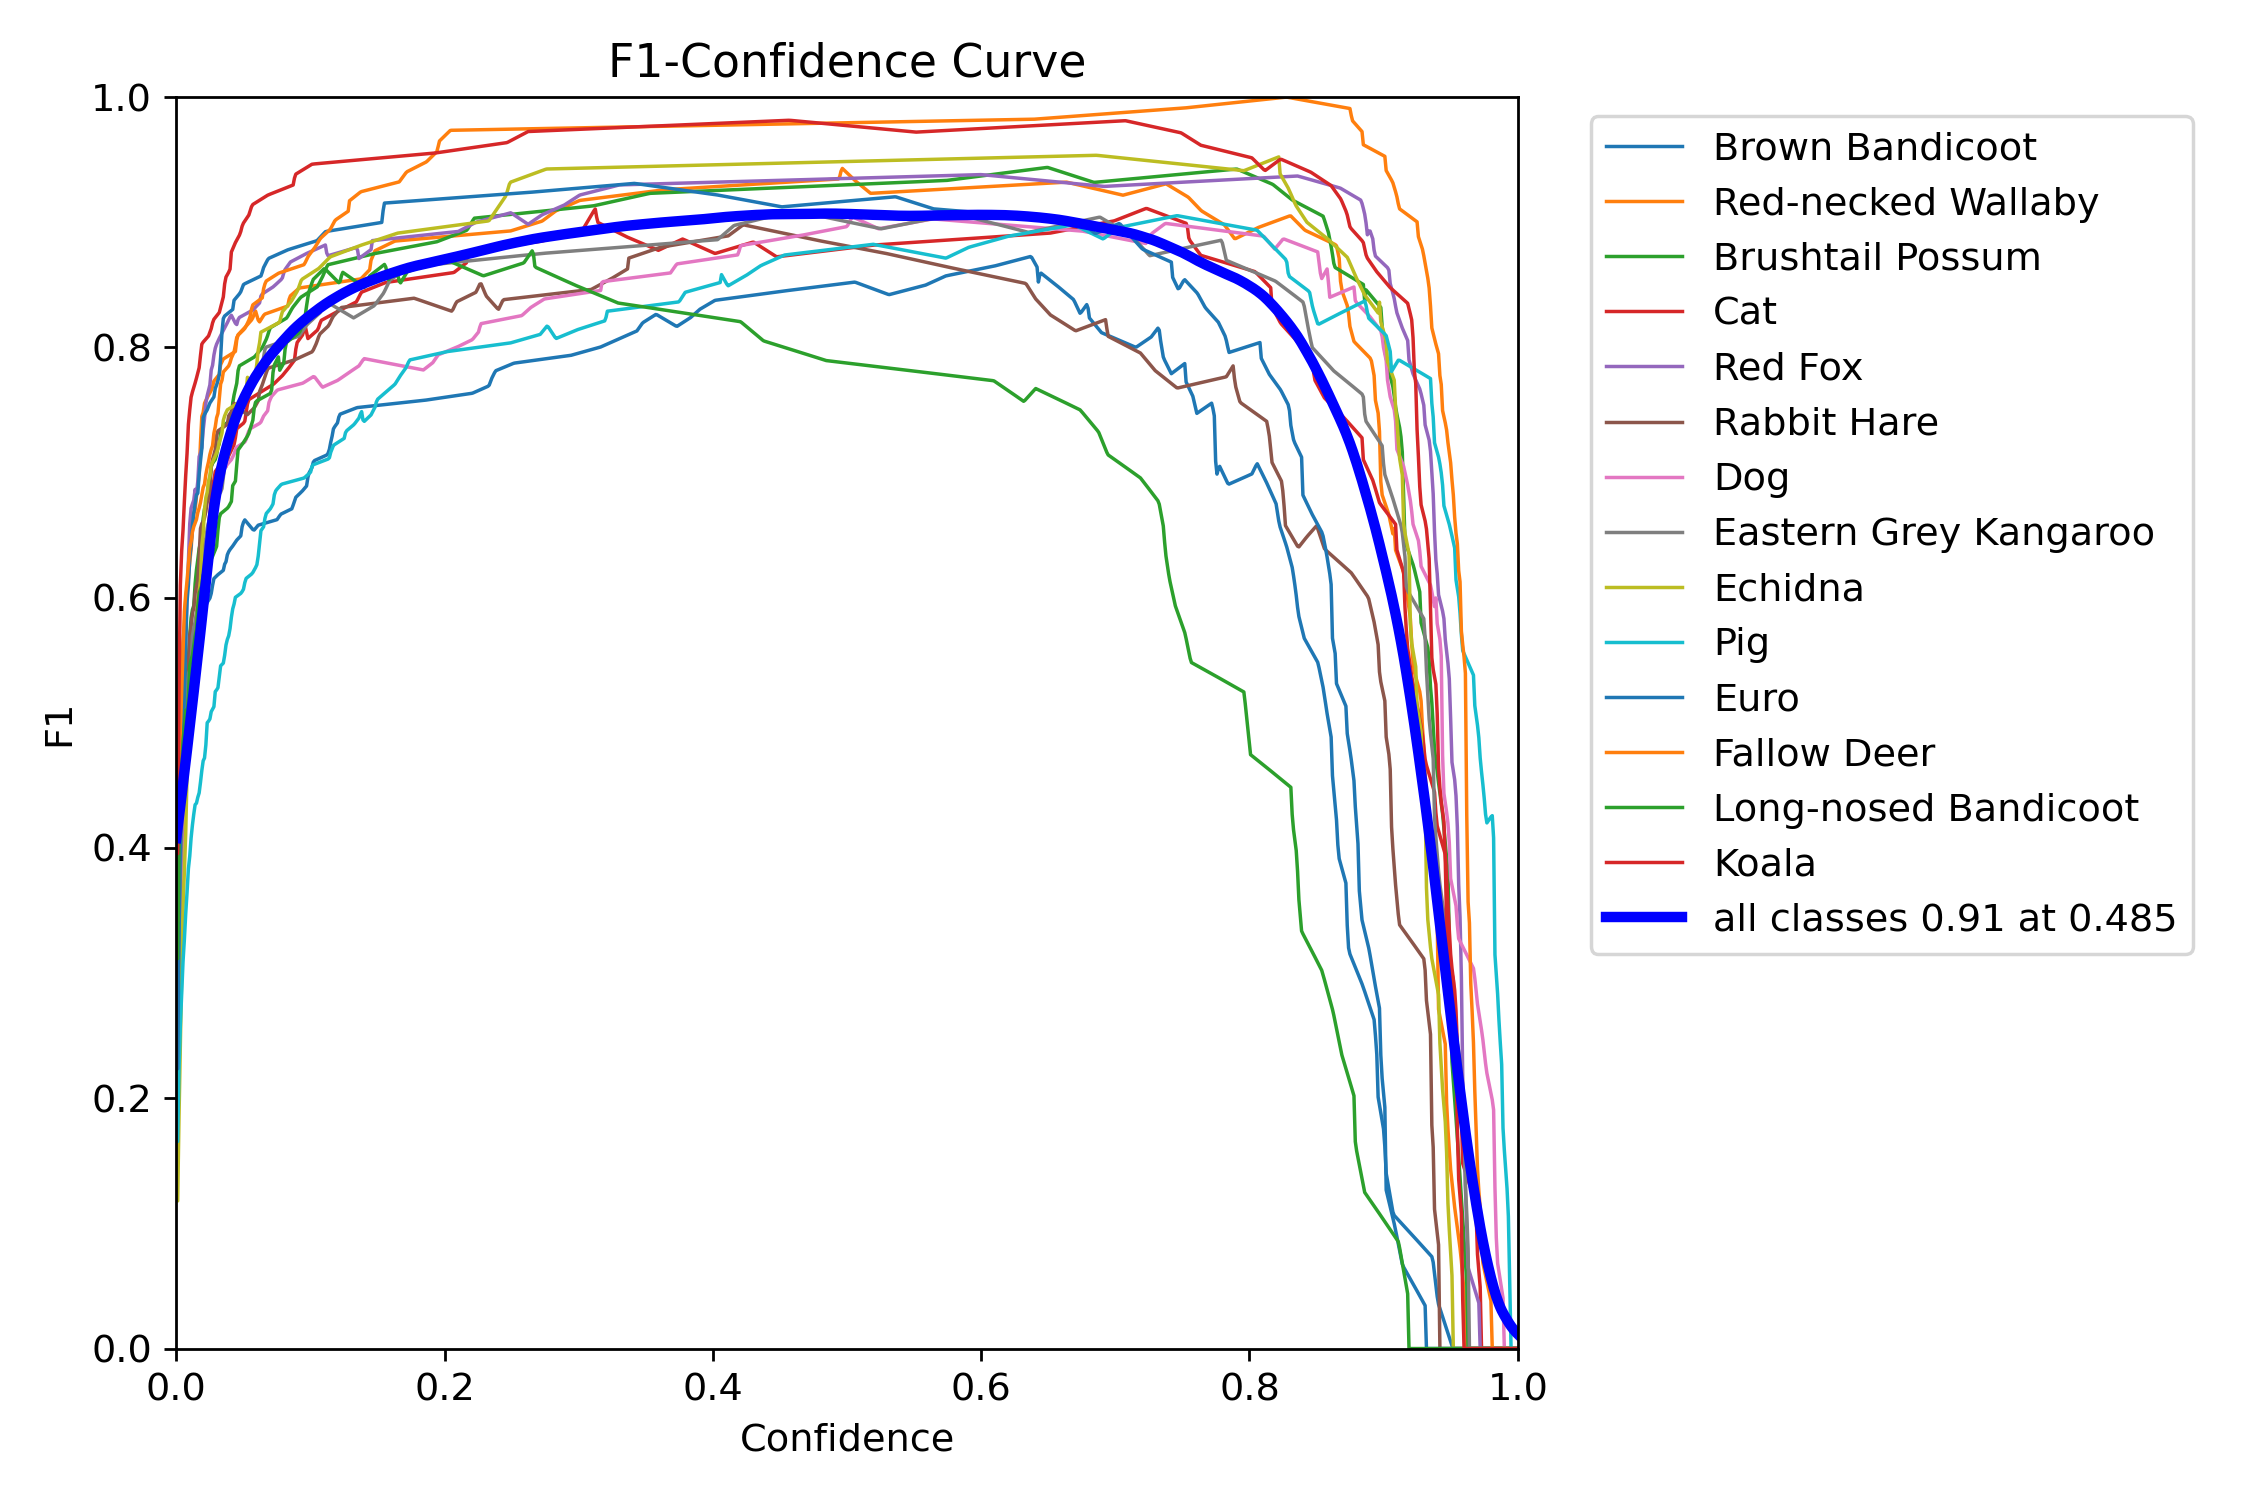 F1-Confidence Curve
1.0
0.8
0.6
0.4
0.2
0.0
F1
0.0 0.2 0.4 0.6 0.8 1.0
Confidence
Brown Bandicoot
Red-necked Wallaby
Brushtail Possum
Cat
Red Fox
Rabbit Hare
Dog
Eastern Grey Kangaroo
Echidna
Pig
Euro
Fallow Deer
Long-nosed Bandicoot
Koala
all classes 0.91 at 0.485